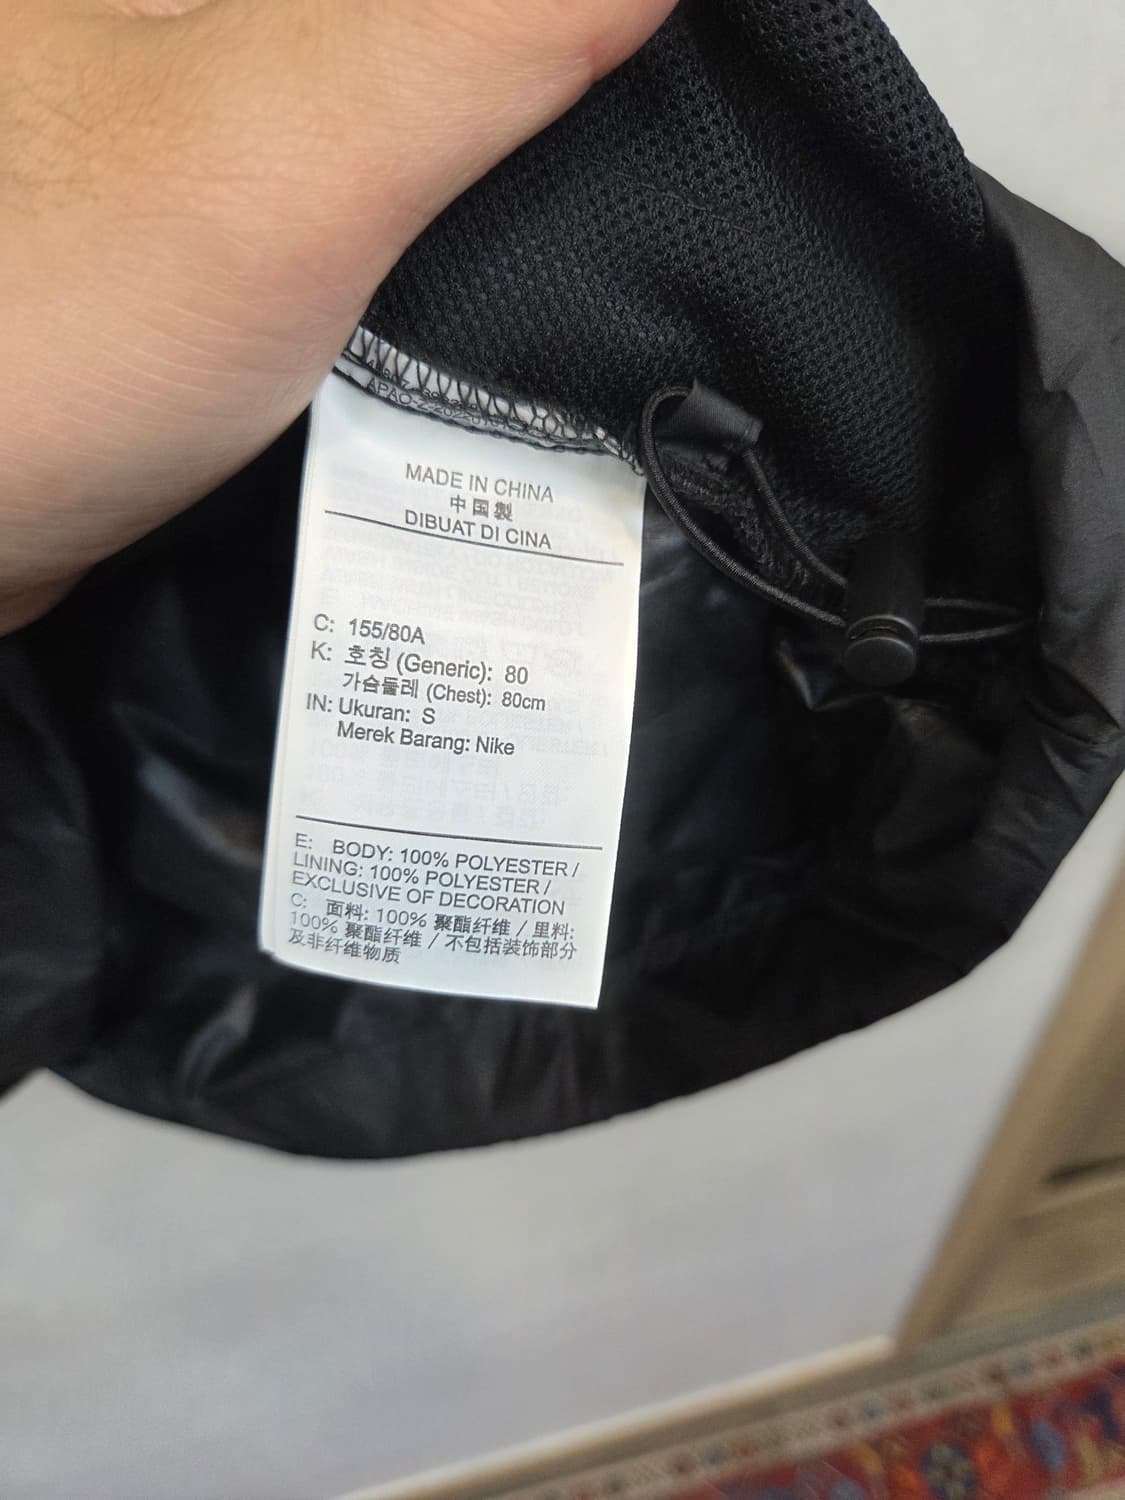 MADE IN CHINA
中国製
DIBUAT DI CINA
C: 155/80A
K: 호칭 (Generic): 80
가슴둘레 (Chest): 80cm
IN: Ukuran: S
Merek Barang: Nike
E: BODY: 100% POLYESTER /
LINING: 100% POLYESTER /
EXCLUSIVE OF DECORATION
C: 面料: 100% 聚酯纤维 / 里料:
100% 聚酯纤维 / 不包括装饰部分
及非纤维物质